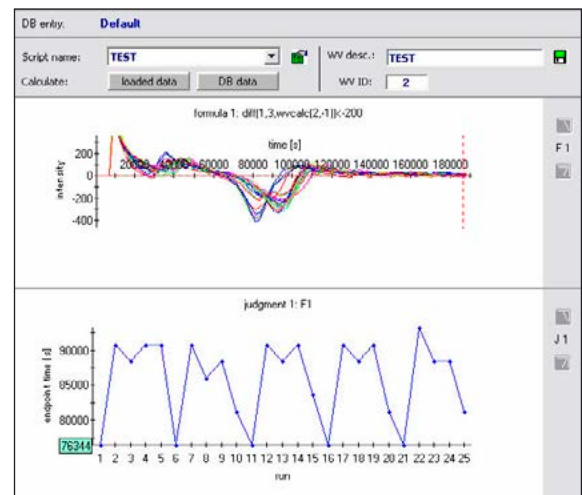 DB entry: Default
Script name: TEST WV desc.: TEST
Calculate: loaded data DB data WV ID: 2
formula 1: diff(1,3,wvcalc(2,-1))<-200
time [s]
200
20000 40000 60000 80000 100000 120000 140000 160000 180000
0
intensity
-200
-400
F 1
judgment 1: F1
90000
85000
endpoint time [s]
80000
76344
1 2 3 4 5 6 7 8 9 10 11 12 13 14 15 16 17 18 19 20 21 22 23 24 25
run
J 1